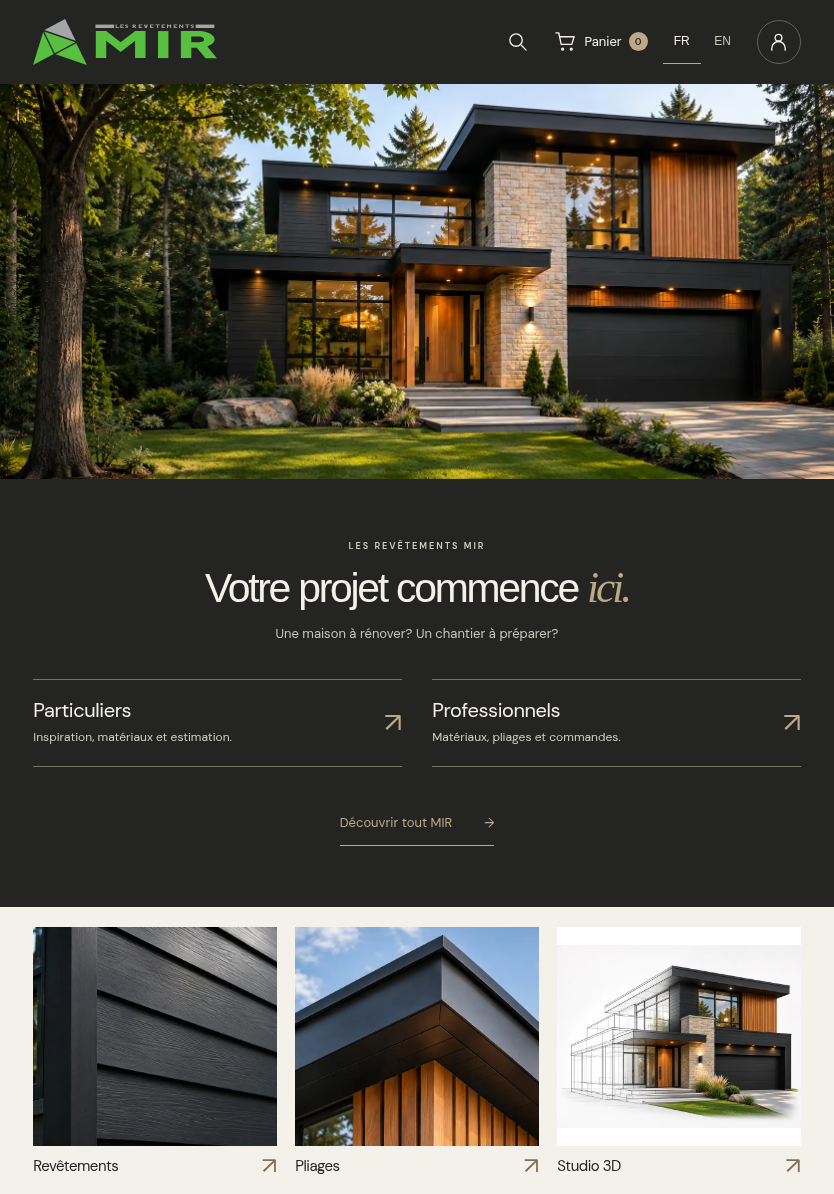 LES REVÊTEMENTS
MIR
Panier 0
FR
EN
LES REVÊTEMENTS MIR
Votre projet commence ici.
Une maison à rénover? Un chantier à préparer?
Particuliers
Inspiration, matériaux et estimation.
Professionnels
Matériaux, pliages et commandes.
Découvrir tout MIR
Revêtements
Pliages
Studio 3D